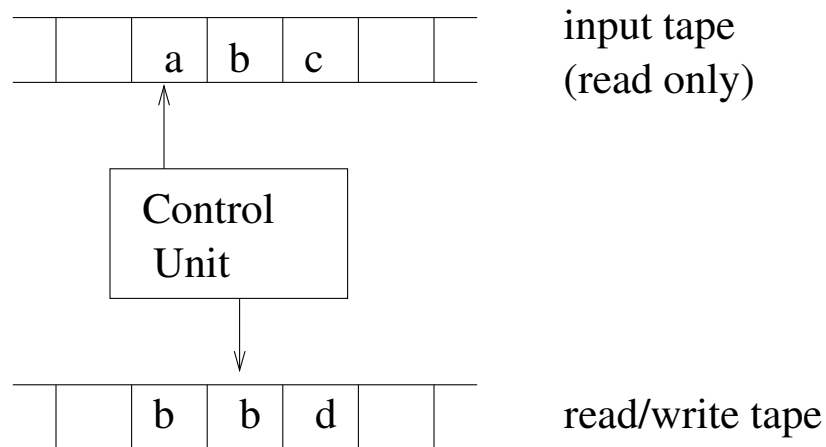 input tape
(read only)
a b c
Control
Unit
b b d
read/write tape